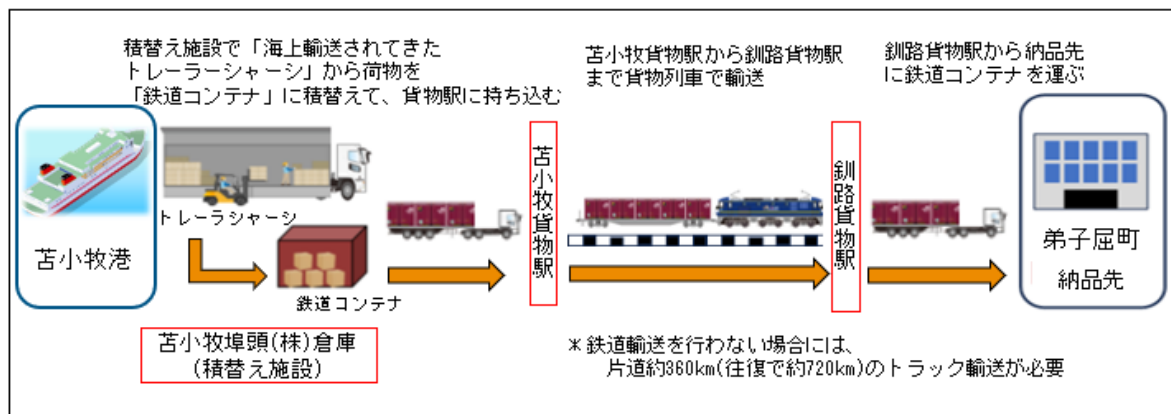 積替え施設で「海上輸送されてきた
トレーラーシャーシ」から荷物を
「鉄道コンテナ」に積替えて、貨物駅に持ち込む
苫小牧貨物駅から釧路貨物駅
まで貨物列車で輸送
釧路貨物駅から納品先
に鉄道コンテナを運ぶ
苫小牧港
トレーラシャーシ
鉄道コンテナ
苫小牧埠頭(株)倉庫
(積替え施設)
苫小牧貨物駅
釧路貨物駅
弟子屈町
納品先
＊鉄道輸送を行わない場合には、
片道約360km(往復で約720km)のトラック輸送が必要